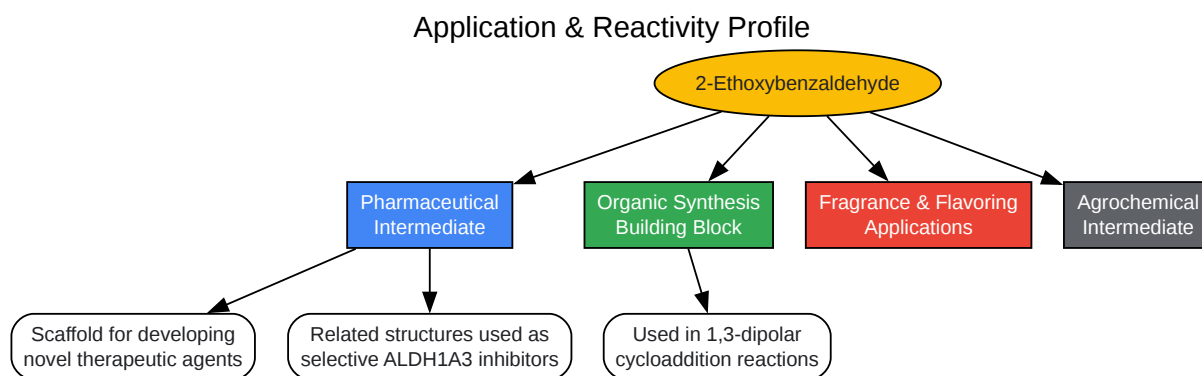 Application & Reactivity Profile
2-Ethoxybenzaldehyde
Pharmaceutical
Intermediate
Organic Synthesis
Building Block
Fragrance & Flavoring
Applications
Agrochemical
Intermediate
Scaffold for developing
novel therapeutic agents
Related structures used as
selective ALDH1A3 inhibitors
Used in 1,3-dipolar
cycloaddition reactions